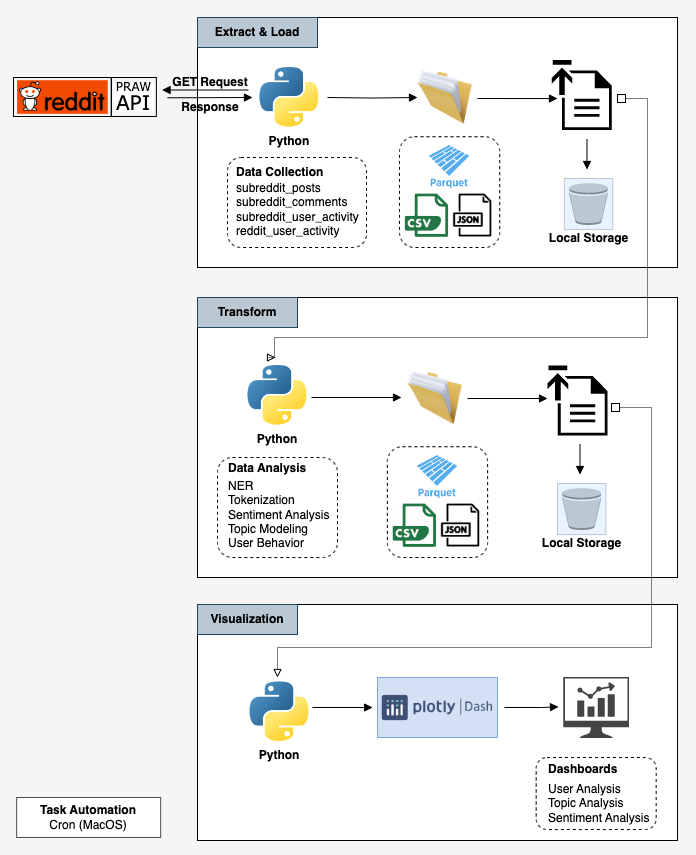 Extract & Load
reddit
PRAW
API
GET Request
Response
Python
Data Collection
subreddit_posts
subreddit_comments
subreddit_user_activity
reddit_user_activity
Parquet
CSV
JSON
Local Storage
Transform
Python
Data Analysis
NER
Tokenization
Sentiment Analysis
Topic Modeling
User Behavior
Parquet
CSV
JSON
Local Storage
Visualization
Python
plotly | Dash
Dashboards
User Analysis
Topic Analysis
Sentiment Analysis
Task Automation
Cron (MacOS)